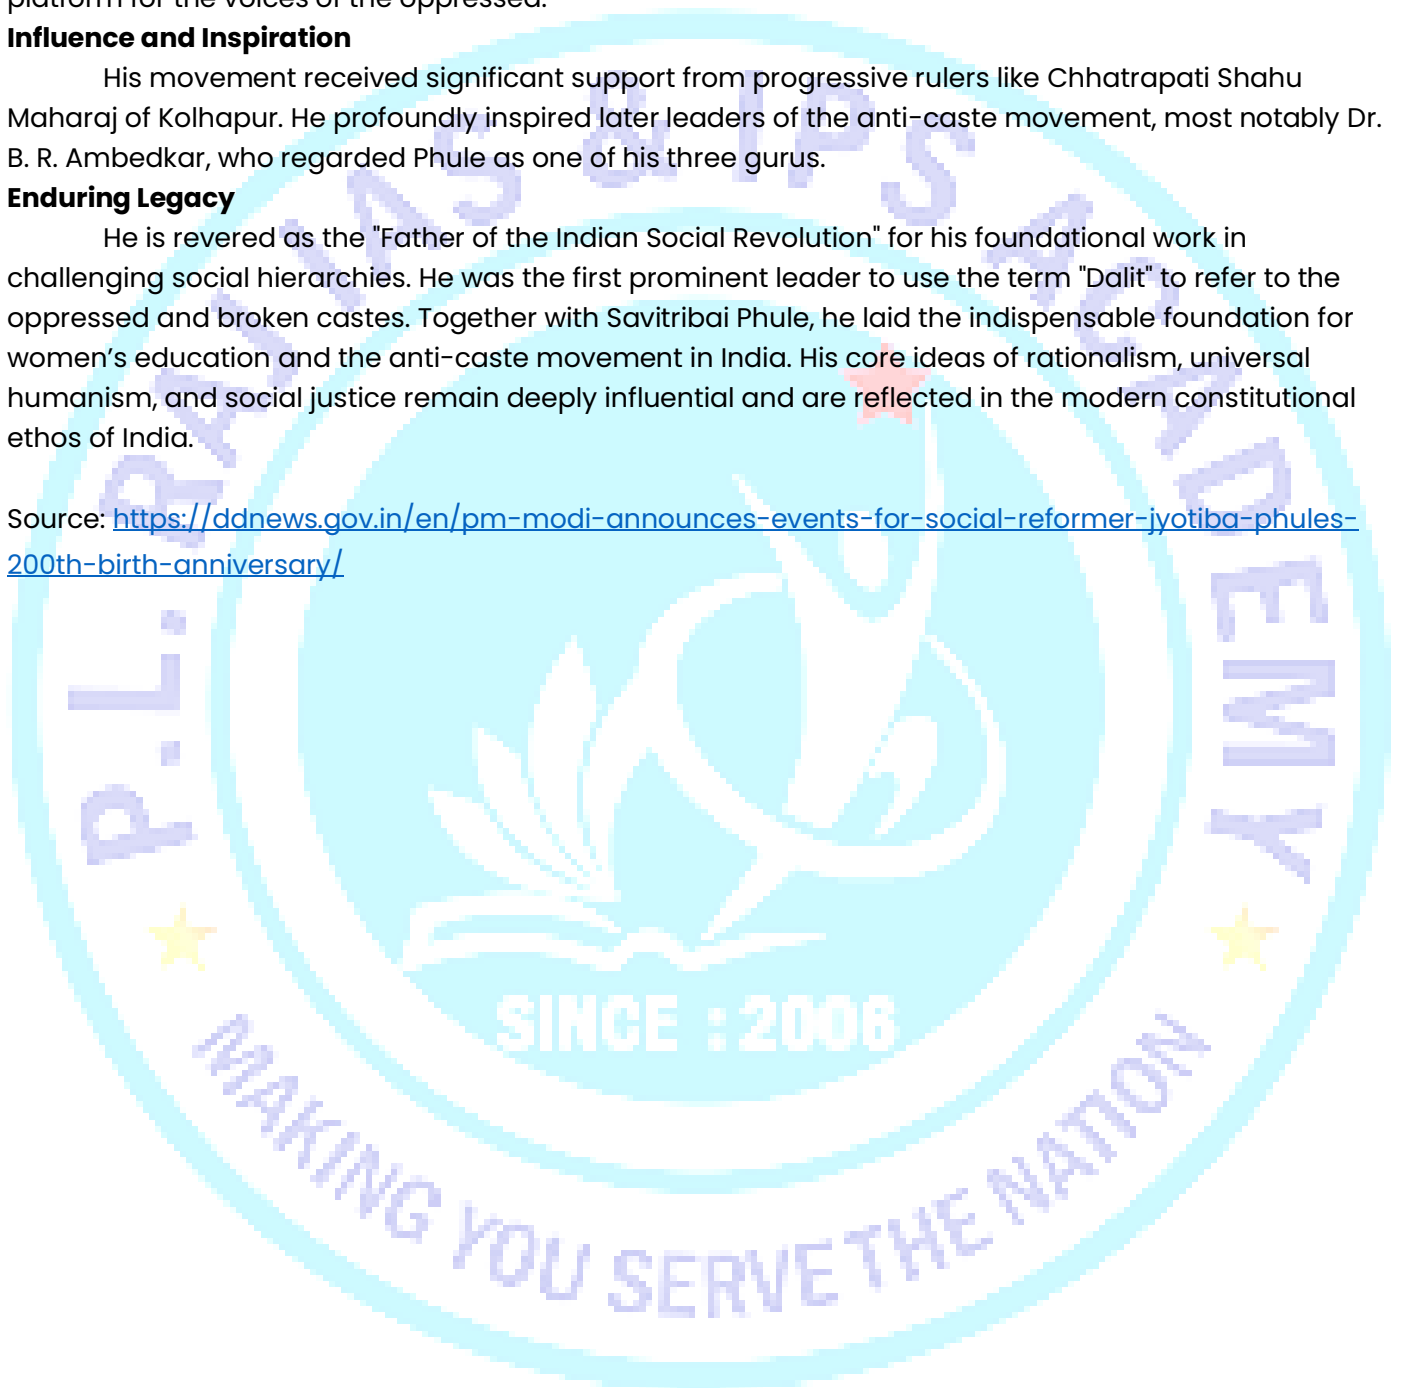 platform for the voices of the oppressed.
Influence and Inspiration
His movement received significant support from progressive rulers like Chhatrapati Shahu
Maharaj of Kolhapur. He profoundly inspired later leaders of the anti-caste movement, most notably Dr.
B. R. Ambedkar, who regarded Phule as one of his three gurus.
Enduring Legacy
He is revered as the "Father of the Indian Social Revolution" for his foundational work in
challenging social hierarchies. He was the first prominent leader to use the term "Dalit" to refer to the
oppressed and broken castes. Together with Savitribai Phule, he laid the indispensable foundation for
women’s education and the anti-caste movement in India. His core ideas of rationalism, universal
humanism, and social justice remain deeply influential and are reflected in the modern constitutional
ethos of India.
Source: https://ddnews.gov.in/en/pm-modi-announces-events-for-social-reformer-jyotiba-phules-
200th-birth-anniversary/
P.L. RAJ IAS & IPS ACADEMY
SINCE : 2006
MAKING YOU SERVE THE NATION